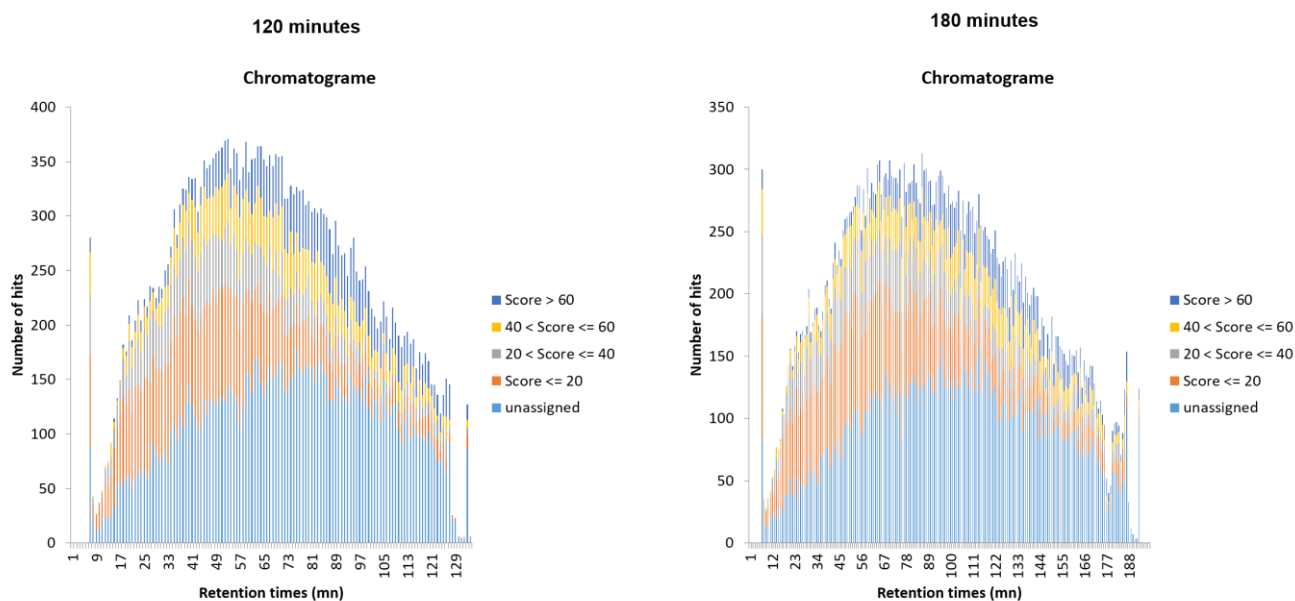 120 minutes
Chromatograme
Number of hits
400
350
300
250
200
150
100
50
0
1
9
17
25
33
41
49
57
65
73
81
89
97
105
113
121
129
Retention times (mn)
Score > 60
40 < Score <= 60
20 < Score <= 40
Score <= 20
unassigned
180 minutes
Chromatograme
Number of hits
350
300
250
200
150
100
50
0
1
12
23
34
45
56
67
78
89
100
111
122
133
144
155
166
177
188
Retention times (mn)
Score > 60
40 < Score <= 60
20 < Score <= 40
Score <= 20
unassigned